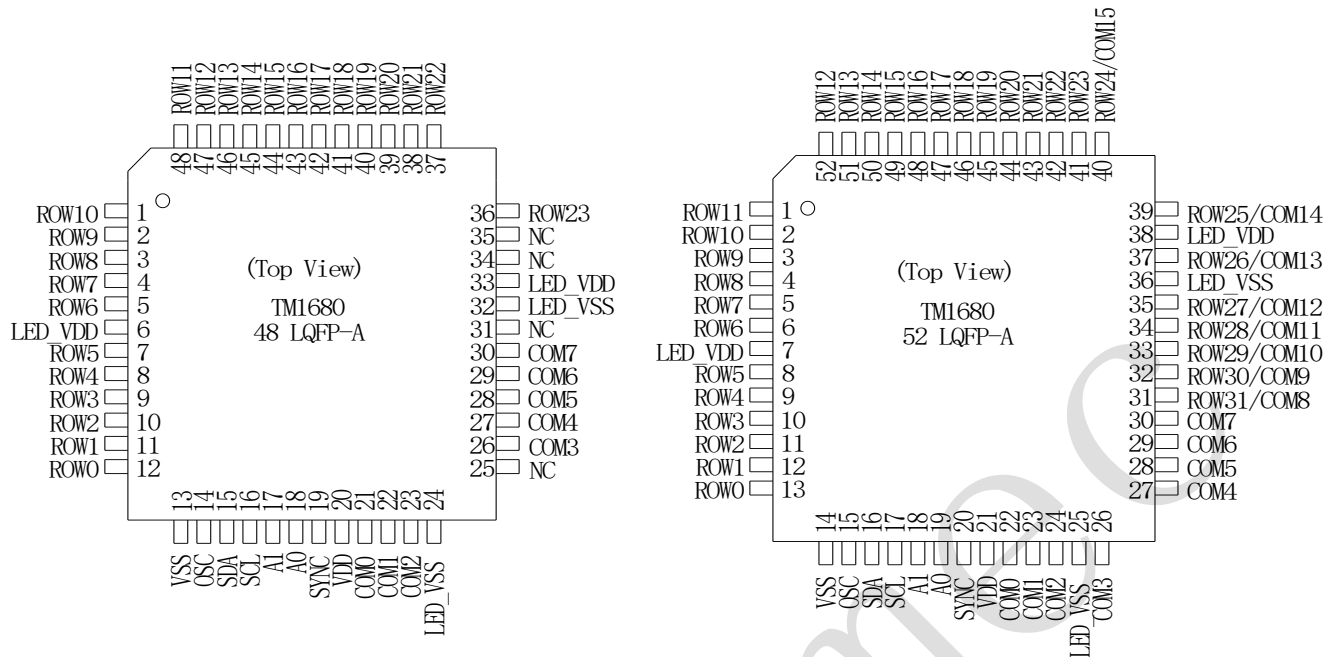 ROW11
ROW12
ROW13
ROW14
ROW15
ROW16
ROW17
ROW18
ROW19
ROW20
ROW21
ROW22
48
47
46
45
44
43
42
41
40
39
38
37
ROW10 1
ROW9 2
ROW8 3
ROW7 4
ROW6 5
LED_VDD 6
ROW5 7
ROW4 8
ROW3 9
ROW2 10
ROW1 11
ROW0 12
(Top View)
TM1680
48 LQFP-A
36 ROW23
35 NC
34 NC
33 LED_VDD
32 LED_VSS
31 NC
30 COM7
29 COM6
28 COM5
27 COM4
26 COM3
25 NC
13
14
15
16
17
18
19
20
21
22
23
24
VSS
OSC
SDA
SCL
A1
A0
SYNC
VDD
COM0
COM1
COM2
LED_VSS
ROW12
ROW13
ROW14
ROW15
ROW16
ROW17
ROW18
ROW19
ROW20
ROW21
ROW22
ROW23
ROW24/COM15
52
51
50
49
48
47
46
45
44
43
42
41
40
ROW11 1
ROW10 2
ROW9 3
ROW8 4
ROW7 5
ROW6 6
LED_VDD 7
ROW5 8
ROW4 9
ROW3 10
ROW2 11
ROW1 12
ROW0 13
(Top View)
TM1680
52 LQFP-A
39 ROW25/COM14
38 LED_VDD
37 ROW26/COM13
36 LED_VSS
35 ROW27/COM12
34 ROW28/COM11
33 ROW29/COM10
32 ROW30/COM9
31 ROW31/COM8
30 COM7
29 COM6
28 COM5
27 COM4
14
15
16
17
18
19
20
21
22
23
24
25
26
VSS
OSC
SDA
SCL
A1
A0
SYNC
VDD
COM0
COM1
COM2
LED_VSS
COM3